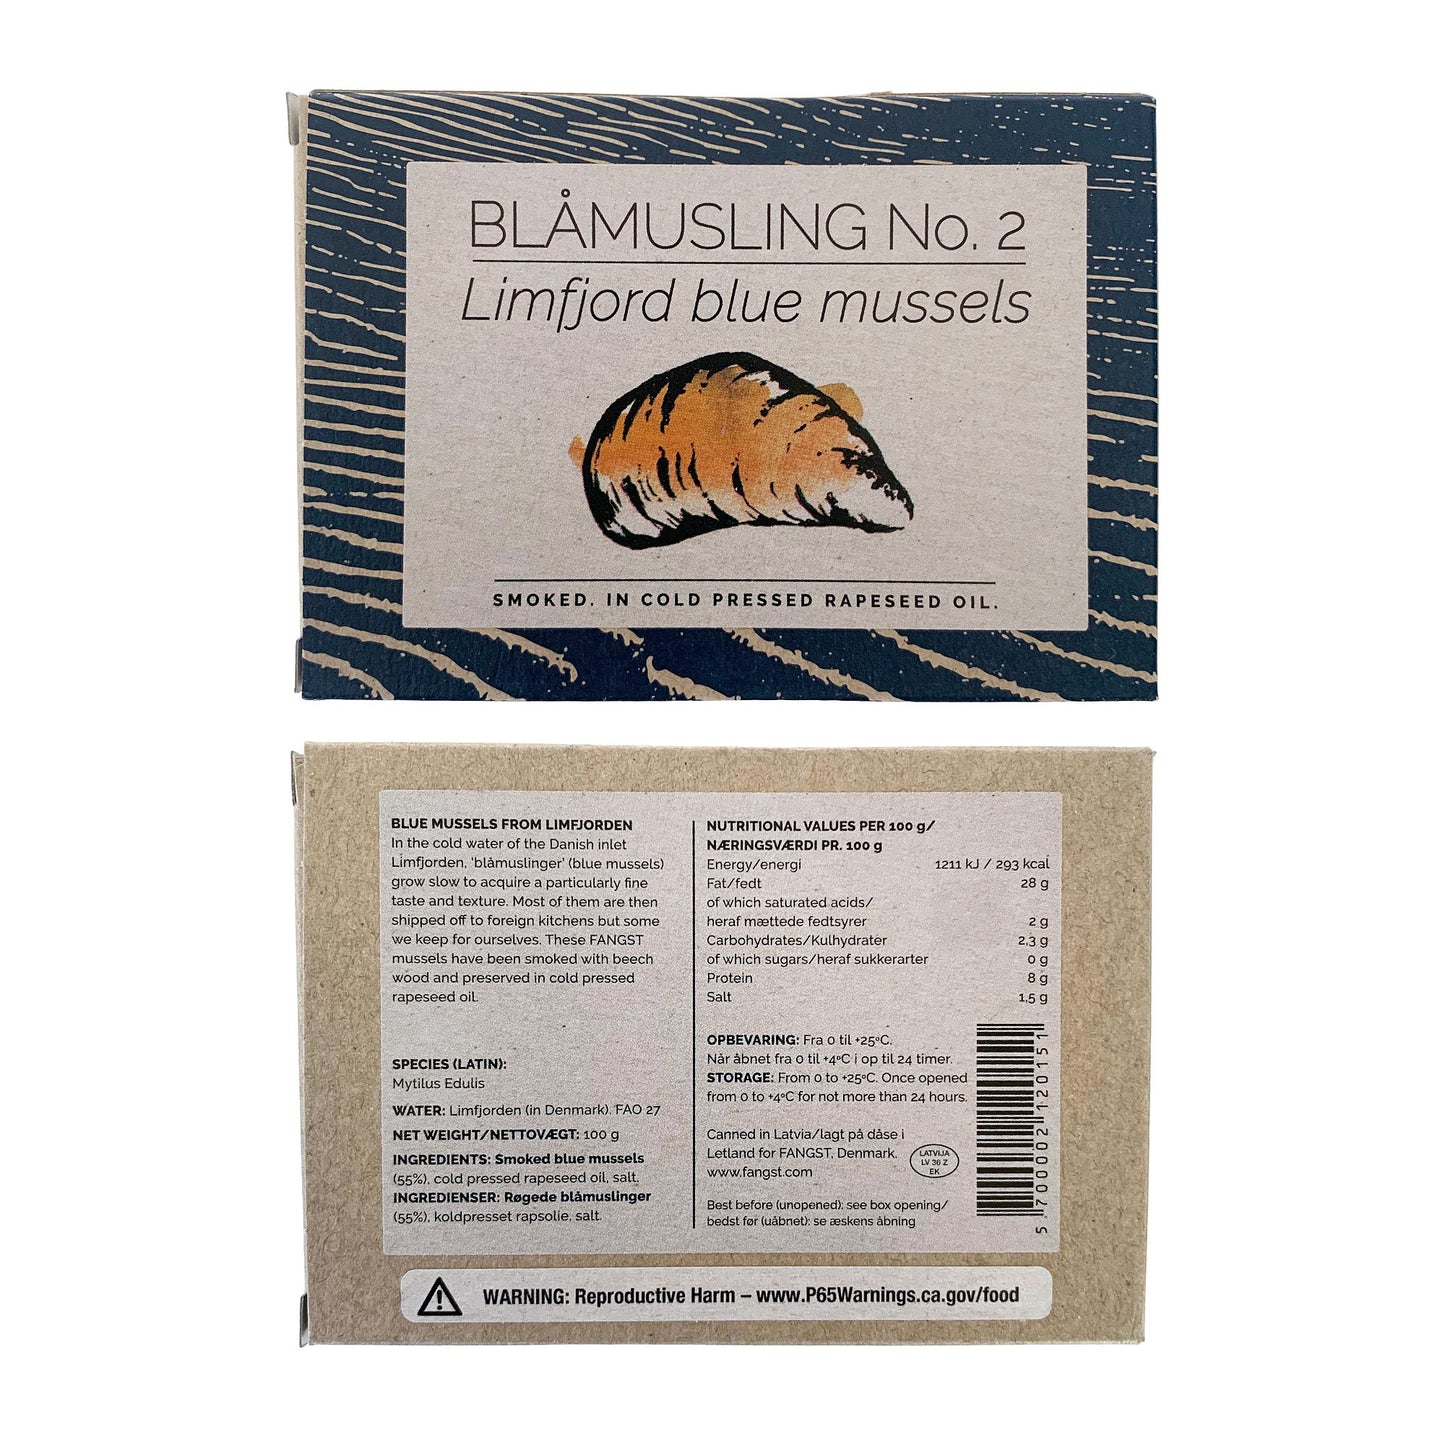 BLÅMUSLING No. 2
Limfjord blue mussels
SMOKED. IN COLD PRESSED RAPESEED OIL.
BLUE MUSSELS FROM LIMFJORDEN
In the cold water of the Danish inlet
Limfjorden, 'blåmuslinger' (blue mussels)
grow slow to acquire a particularly fine
taste and texture. Most of them are then
shipped off to foreign kitchens but some
we keep for ourselves. These FANGST
mussels have been smoked with beech
wood and preserved in cold pressed
rapeseed oil.
SPECIES (LATIN):
Mytilus Edulis
WATER: Limfjorden (in Denmark). FAO 27
NET WEIGHT/NETTOVÆGT: 100 g
INGREDIENTS: Smoked blue mussels
(55%), cold pressed rapeseed oil, salt.
INGREDIENSER: Røgede blåmuslinger
(55%), koldpresset rapsolie, salt.
NUTRITIONAL VALUES PER 100 g/
NÆRINGSVÆRDI PR. 100 g
Energy/energi 1211 kJ / 293 kcal
Fat/fedt 28 g
of which saturated acids/
heraf mættede fedtsyrer 2 g
Carbohydrates/Kulhydrater 2,3 g
of which sugars/heraf sukkerarter 0 g
Protein 8 g
Salt 1,5 g
OPBEVARING: Fra 0 til +25ºC.
Når åbnet fra 0 til +4ºC i op til 24 timer.
STORAGE: From 0 to +25ºC. Once opened
from 0 to +4ºC for not more than 24 hours.
Canned in Latvia/lagt på dåse i
Letland for FANGST, Denmark.
www.fangst.com
LATVIJA
LV 36 Z
EK
Best before (unopened): see box opening/
bedst før (uåbnet): se æskens åbning
5 700002 120151
WARNING: Reproductive Harm – www.P65Warnings.ca.gov/food